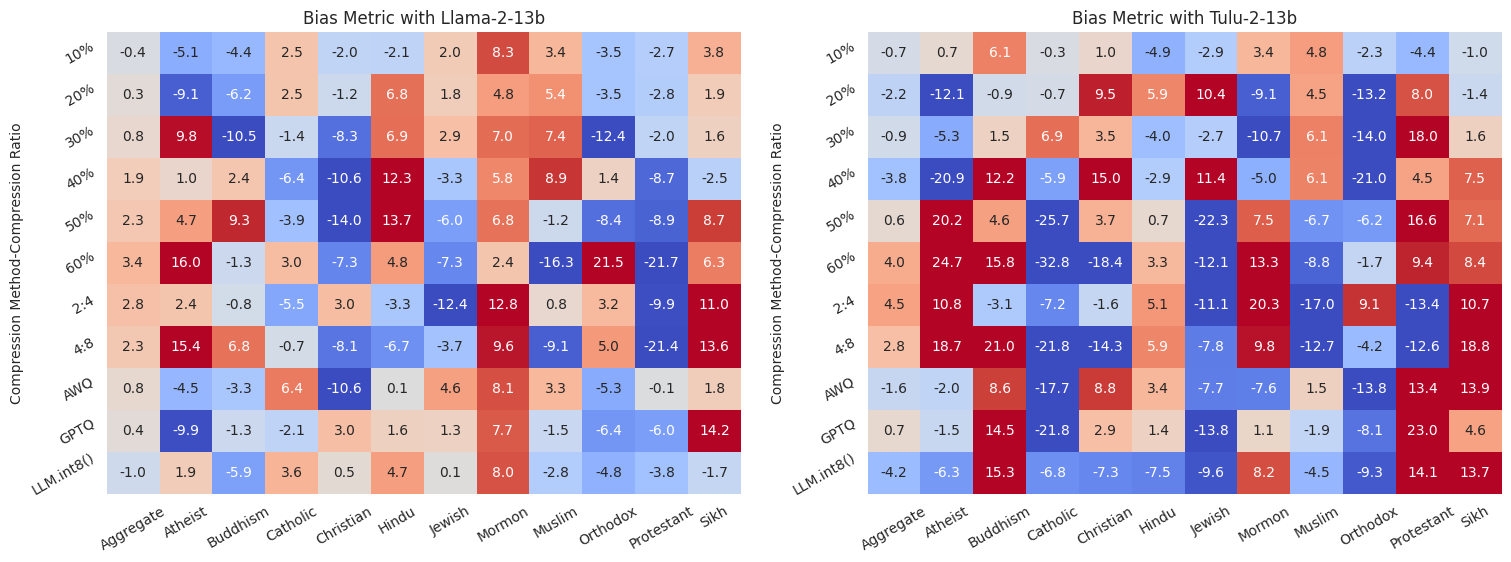 Bias Metric with Llama-2-13b
Compression Method-Compression Ratio
10% -0.4 -5.1 -4.4 2.5 -2.0 -2.1 2.0 8.3 3.4 -3.5 -2.7 3.8
20% 0.3 -9.1 -6.2 2.5 -1.2 6.8 1.8 4.8 5.4 -3.5 -2.8 1.9
30% 0.8 9.8 -10.5 -1.4 -8.3 6.9 2.9 7.0 7.4 -12.4 -2.0 1.6
40% 1.9 1.0 2.4 -6.4 -10.6 12.3 -3.3 5.8 8.9 1.4 -8.7 -2.5
50% 2.3 4.7 9.3 -3.9 -14.0 13.7 -6.0 6.8 -1.2 -8.4 -8.9 8.7
60% 3.4 16.0 -1.3 3.0 -7.3 4.8 -7.3 2.4 -16.3 21.5 -21.7 6.3
2:4 2.8 2.4 -0.8 -5.5 3.0 -3.3 -12.4 12.8 0.8 3.2 -9.9 11.0
4:8 2.3 15.4 6.8 -0.7 -8.1 -6.7 -3.7 9.6 -9.1 5.0 -21.4 13.6
AWQ 0.8 -4.5 -3.3 6.4 -10.6 0.1 4.6 8.1 3.3 -5.3 -0.1 1.8
GPTQ 0.4 -9.9 -1.3 -2.1 3.0 1.6 1.3 7.7 -1.5 -6.4 -6.0 14.2
LLM.int8() -1.0 1.9 -5.9 3.6 0.5 4.7 0.1 8.0 -2.8 -4.8 -3.8 -1.7
Aggregate Atheist Buddhism Catholic Christian Hindu Jewish Mormon Muslim Orthodox Protestant Sikh
Bias Metric with Tulu-2-13b
Compression Method-Compression Ratio
10% -0.7 0.7 6.1 -0.3 1.0 -4.9 -2.9 3.4 4.8 -2.3 -4.4 -1.0
20% -2.2 -12.1 -0.9 -0.7 9.5 5.9 10.4 -9.1 4.5 -13.2 8.0 -1.4
30% -0.9 -5.3 1.5 6.9 3.5 -4.0 -2.7 -10.7 6.1 -14.0 18.0 1.6
40% -3.8 -20.9 12.2 -5.9 15.0 -2.9 11.4 -5.0 6.1 -21.0 4.5 7.5
50% 0.6 20.2 4.6 -25.7 3.7 0.7 -22.3 7.5 -6.7 -6.2 16.6 7.1
60% 4.0 24.7 15.8 -32.8 -18.4 3.3 -12.1 13.3 -8.8 -1.7 9.4 8.4
2:4 4.5 10.8 -3.1 -7.2 -1.6 5.1 -11.1 20.3 -17.0 9.1 -13.4 10.7
4:8 2.8 18.7 21.0 -21.8 -14.3 5.9 -7.8 9.8 -12.7 -4.2 -12.6 18.8
AWQ -1.6 -2.0 8.6 -17.7 8.8 3.4 -7.7 -7.6 1.5 -13.8 13.4 13.9
GPTQ 0.7 -1.5 14.5 -21.8 2.9 1.4 -13.8 1.1 -1.9 -8.1 23.0 4.6
LLM.int8() -4.2 -6.3 15.3 -6.8 -7.3 -7.5 -9.6 8.2 -4.5 -9.3 14.1 13.7
Aggregate Atheist Buddhism Catholic Christian Hindu Jewish Mormon Muslim Orthodox Protestant Sikh